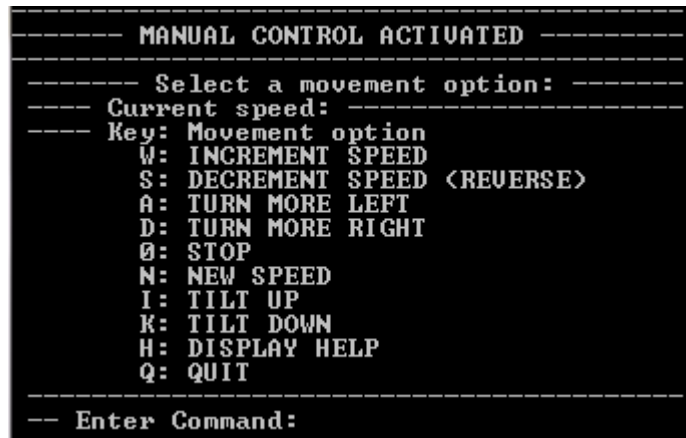 ------- MANUAL CONTROL ACTIVATED ---------
------- Select a movement option: -------
---- Current speed: ---------------------
---- Key: Movement option
W: INCREMENT SPEED
S: DECREMENT SPEED (REVERSE)
A: TURN MORE LEFT
D: TURN MORE RIGHT
0: STOP
N: NEW SPEED
I: TILT UP
K: TILT DOWN
H: DISPLAY HELP
Q: QUIT
-- Enter Command: